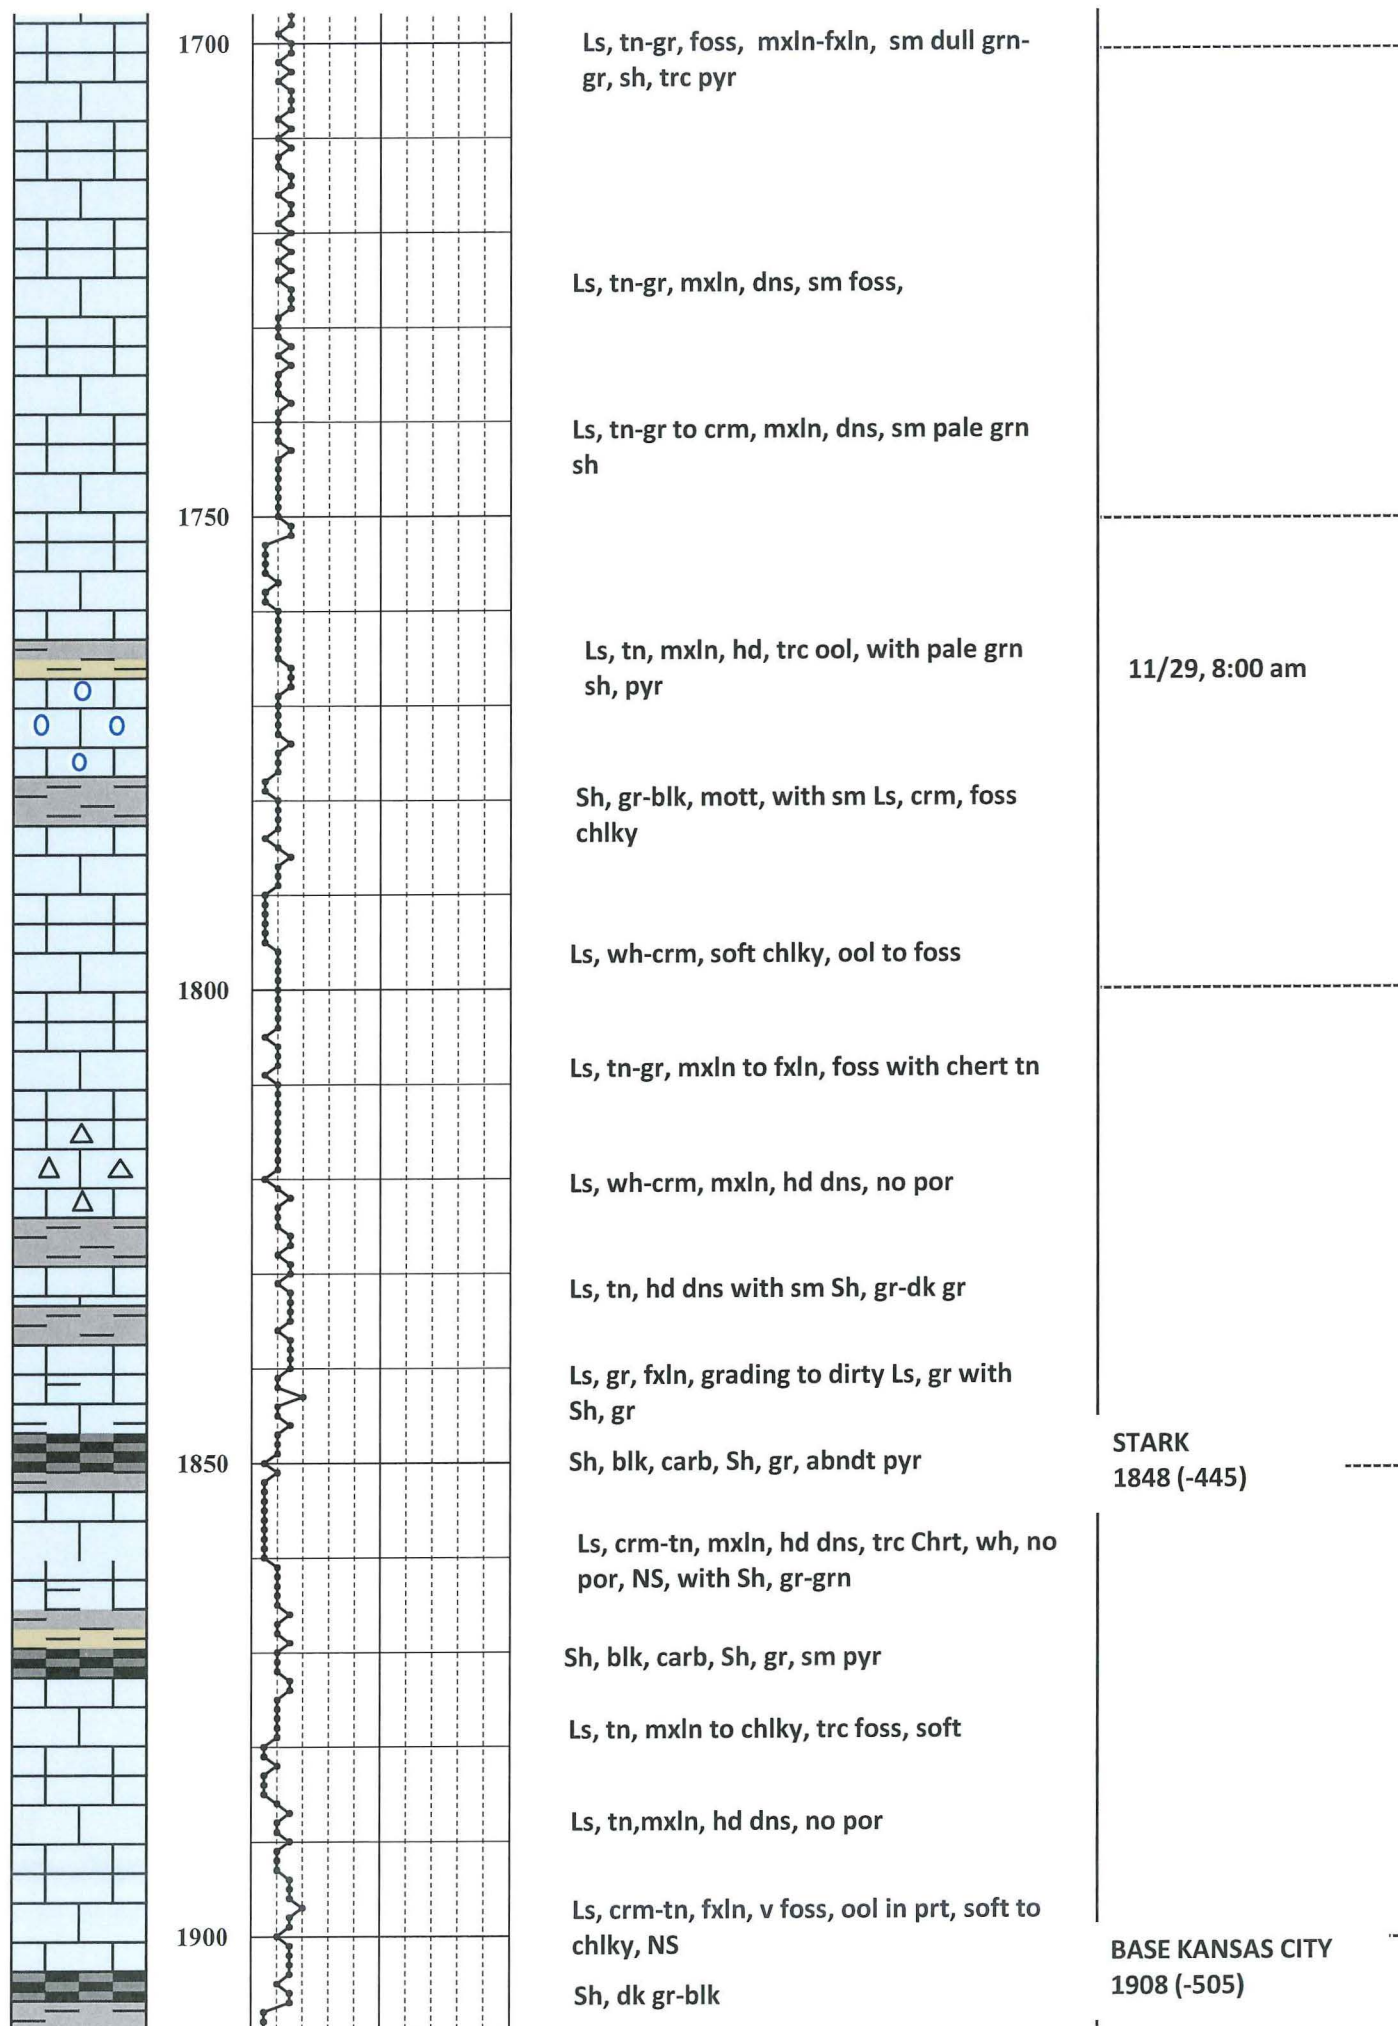 1700
Ls, tn-gr, foss, mxln-fxln, sm dull grn-
gr, sh, trc pyr
Ls, tn-gr, mxln, dns, sm foss,
Ls, tn-gr to crm, mxln, dns, sm pale grn
sh
1750
Ls, tn, mxln, hd, trc ool, with pale grn
sh, pyr
11/29, 8:00 am
Sh, gr-blk, mott, with sm Ls, crm, foss
chlky
Ls, wh-crm, soft chlky, ool to foss
1800
Ls, tn-gr, mxln to fxln, foss with chert tn
Ls, wh-crm, mxln, hd dns, no por
Ls, tn, hd dns with sm Sh, gr-dk gr
Ls, gr, fxln, grading to dirty Ls, gr with
Sh, gr
1850
Sh, blk, carb, Sh, gr, abndt pyr
STARK
1848 (-445)
Ls, crm-tn, mxln, hd dns, trc Chrt, wh, no
por, NS, with Sh, gr-grn
Sh, blk, carb, Sh, gr, sm pyr
Ls, tn, mxln to chlky, trc foss, soft
Ls, tn,mxln, hd dns, no por
Ls, crm-tn, fxln, v foss, ool in prt, soft to
chlky, NS
1900
BASE KANSAS CITY
1908 (-505)
Sh, dk gr-blk